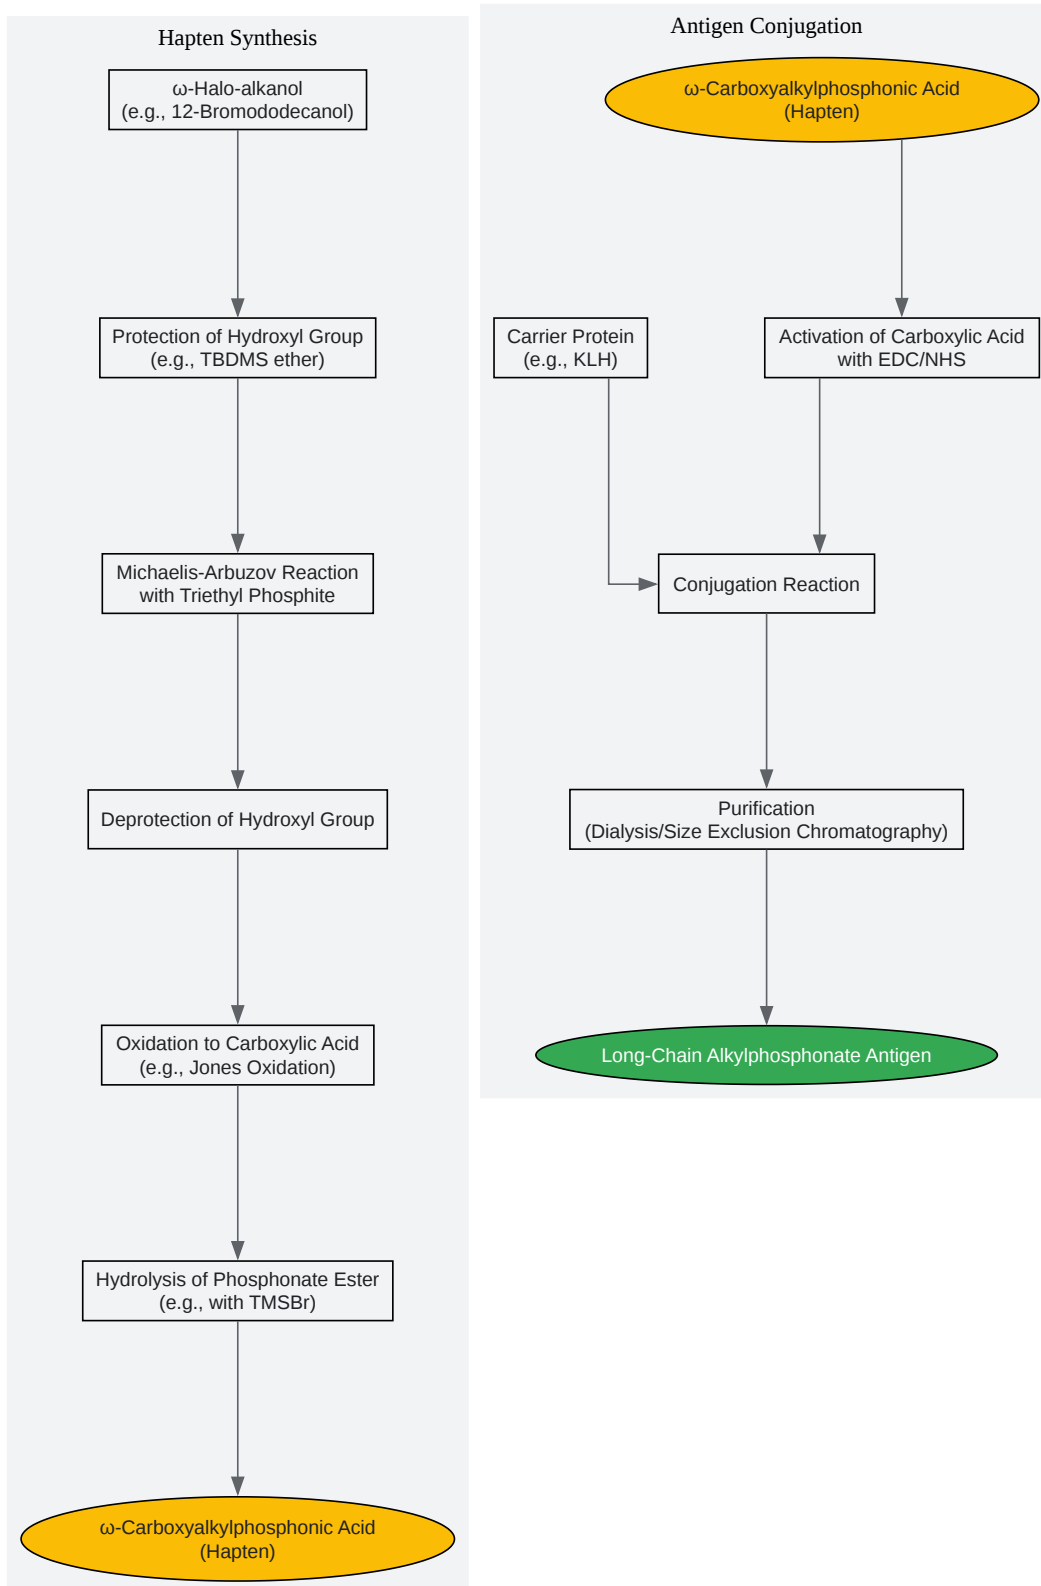 Hapten Synthesis
ω-Halo-alkanol
(e.g., 12-Bromododecanol)
Protection of Hydroxyl Group
(e.g., TBDMS ether)
Michaelis-Arbuzov Reaction
with Triethyl Phosphite
Deprotection of Hydroxyl Group
Oxidation to Carboxylic Acid
(e.g., Jones Oxidation)
Hydrolysis of Phosphonate Ester
(e.g., with TMSBr)
ω-Carboxyalkylphosphonic Acid
(Hapten)
Antigen Conjugation
ω-Carboxyalkylphosphonic Acid
(Hapten)
Carrier Protein
(e.g., KLH)
Activation of Carboxylic Acid
with EDC/NHS
Conjugation Reaction
Purification
(Dialysis/Size Exclusion Chromatography)
Long-Chain Alkylphosphonate Antigen